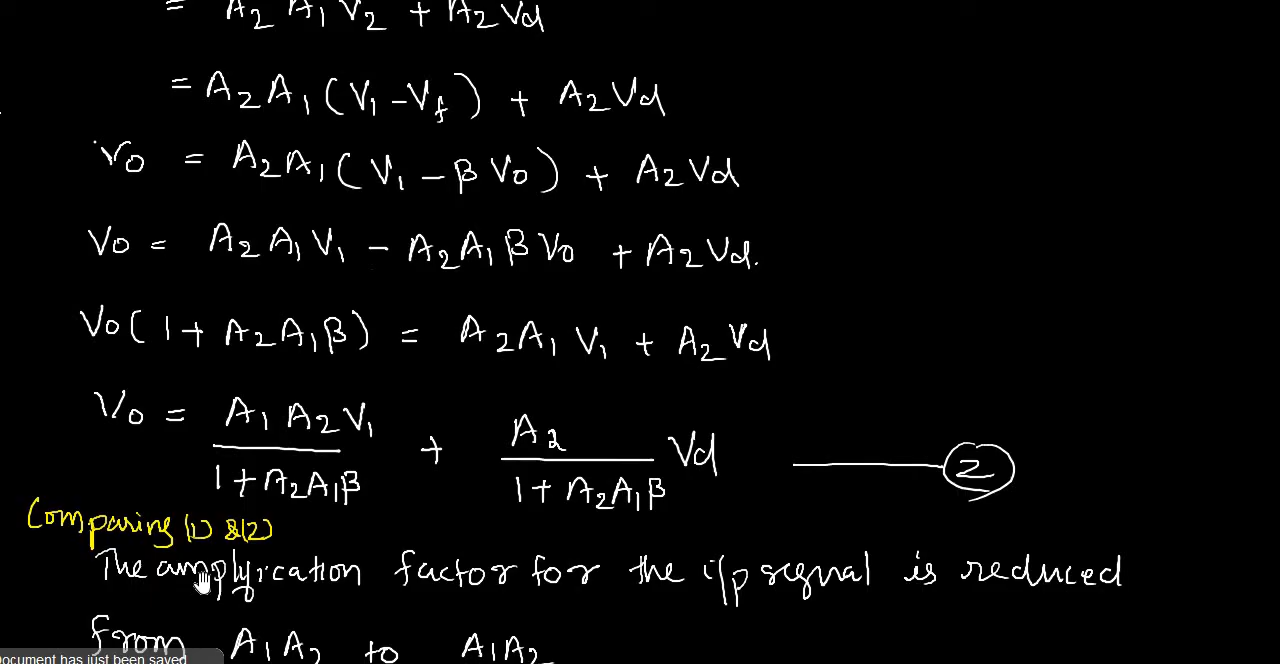 = A2 A1 V2 + A2 Vd
= A2 A1 (V1 - Vf) + A2 Vd
Vo = A2 A1 (V1 - β Vo) + A2 Vd
Vo = A2 A1 V1 - A2 A1 β Vo + A2 Vd.
Vo (1 + A2 A1 β) = A2 A1 V1 + A2 Vd
Vo = A1 A2 V1 / 1 + A2 A1 β + A2 / 1 + A2 A1 β Vd 2
Comparing (1) & (2)
The amplyfication factor for the i/p signal is reduced
from A1 A2 to A1 A2
ocument has just been saved